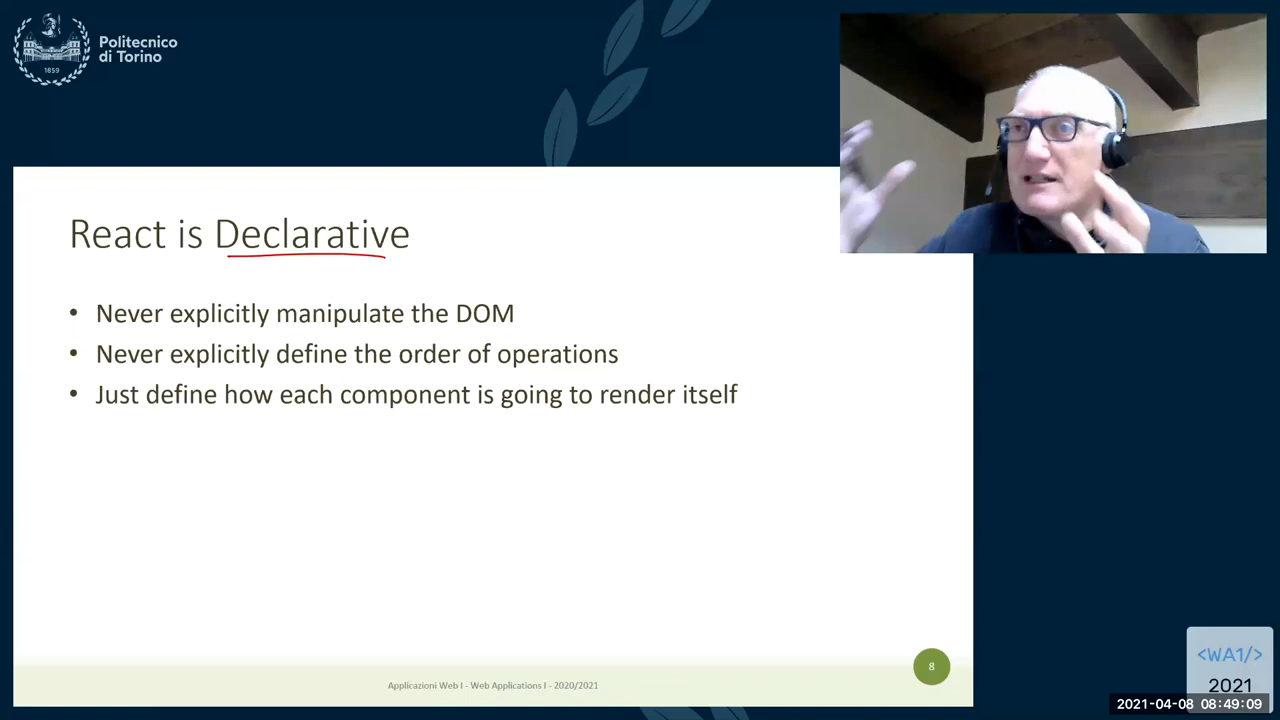 Politecnico
di Torino
1859
React is Declarative
• Never explicitly manipulate the DOM
• Never explicitly define the order of operations
• Just define how each component is going to render itself
8
Applicazioni Web I - Web Applications I - 2020/2021
<WA1/>
2021
2021-04-08 08:49:09